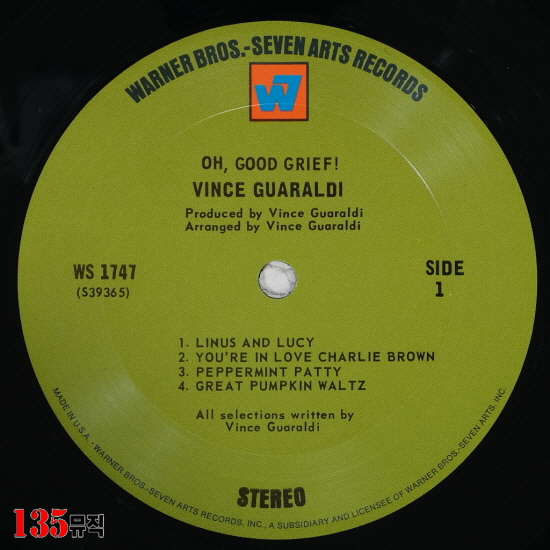 WARNER BROS.-SEVEN ARTS RECORDS
W7
OH, GOOD GRIEF!
VINCE GUARALDI
Produced by Vince Guaraldi
Arranged by Vince Guaraldi
WS 1747
(S39365)
SIDE
1
1. LINUS AND LUCY
2. YOU'RE IN LOVE CHARLIE BROWN
3. PEPPERMINT PATTY
4. GREAT PUMPKIN WALTZ
All selections written by
Vince Guaraldi
STEREO
MADE IN U.S.A. - WARNER BROS.-SEVEN ARTS RECORDS, INC., A SUBSIDIARY AND LICENSEE OF WARNER BROS.-SEVEN ARTS, INC.
135뮤직